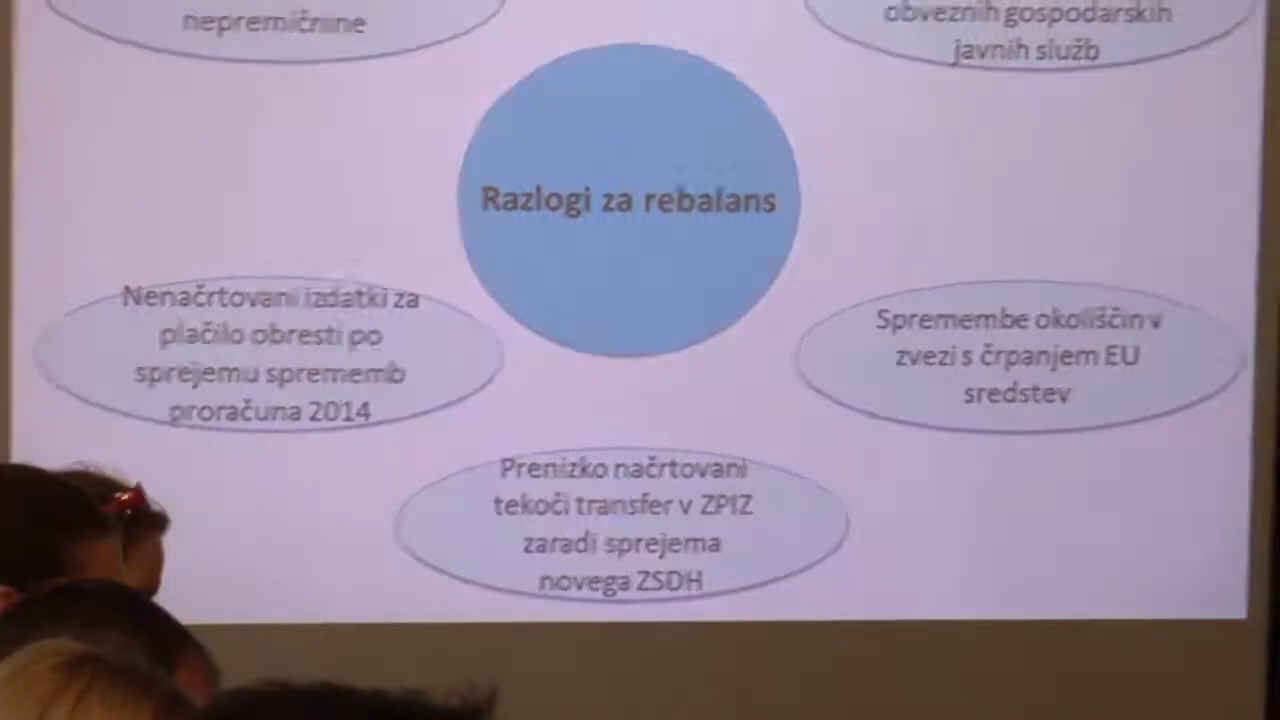 nepremičnine
obveznih gospodarskih
javnih služb
Razlogi za rebalans
Nenačrtovani izdatki za
plačilo obresti po
sprejemu sprememb
proračuna 2014
Spremembe okoliščin v
zvezi s črpanjem EU
sredstev
Prenizko načrtovani
tekoči transfer v ZPIZ
zaradi sprejema
novega ZSDH